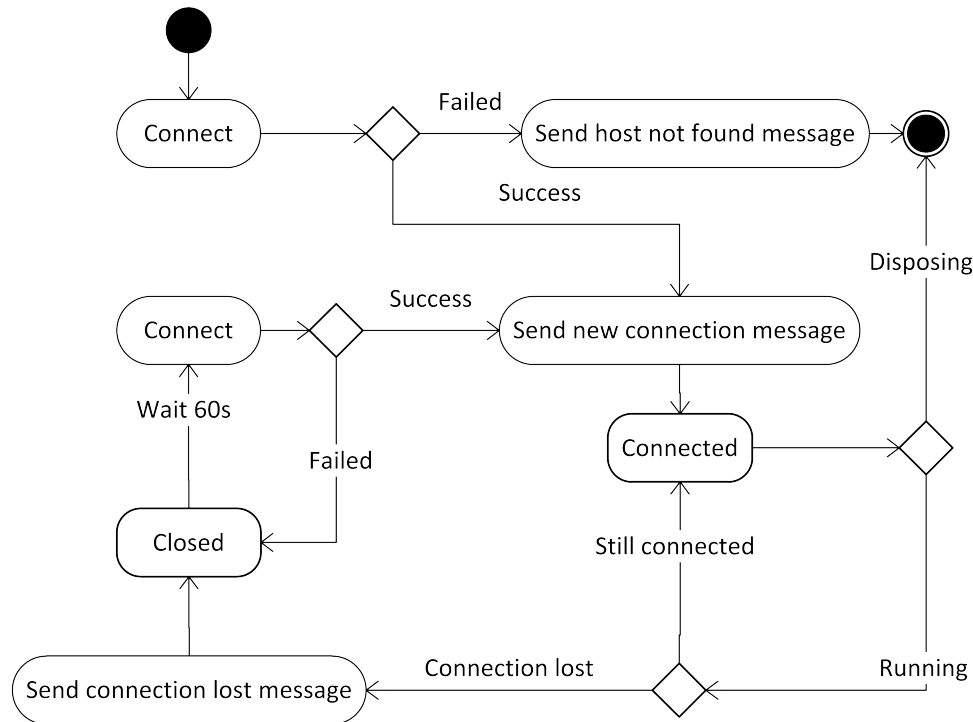 Failed
Connect
Send host not found message
Success
Disposing
Success
Connect
Send new connection message
Wait 60s
Connected
Failed
Closed
Still connected
Connection lost
Running
Send connection lost message